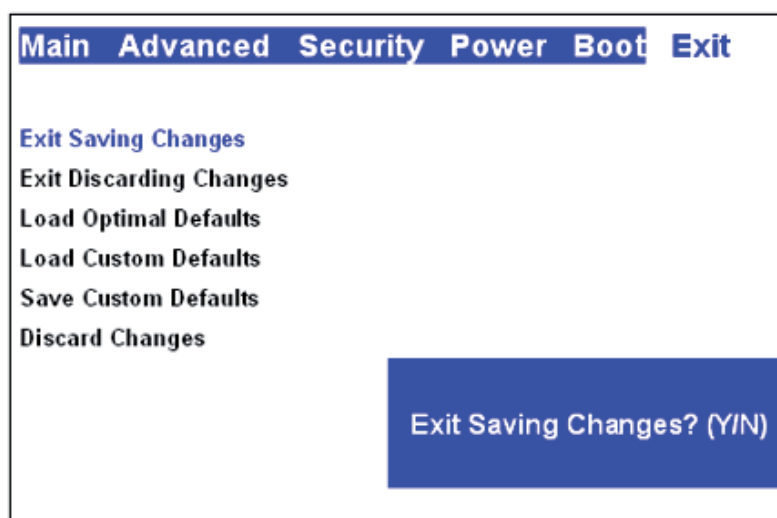 Main Advanced Security Power Boot Exit
Exit Saving Changes
Exit Discarding Changes
Load Optimal Defaults
Load Custom Defaults
Save Custom Defaults
Discard Changes
Exit Saving Changes? (Y/N)